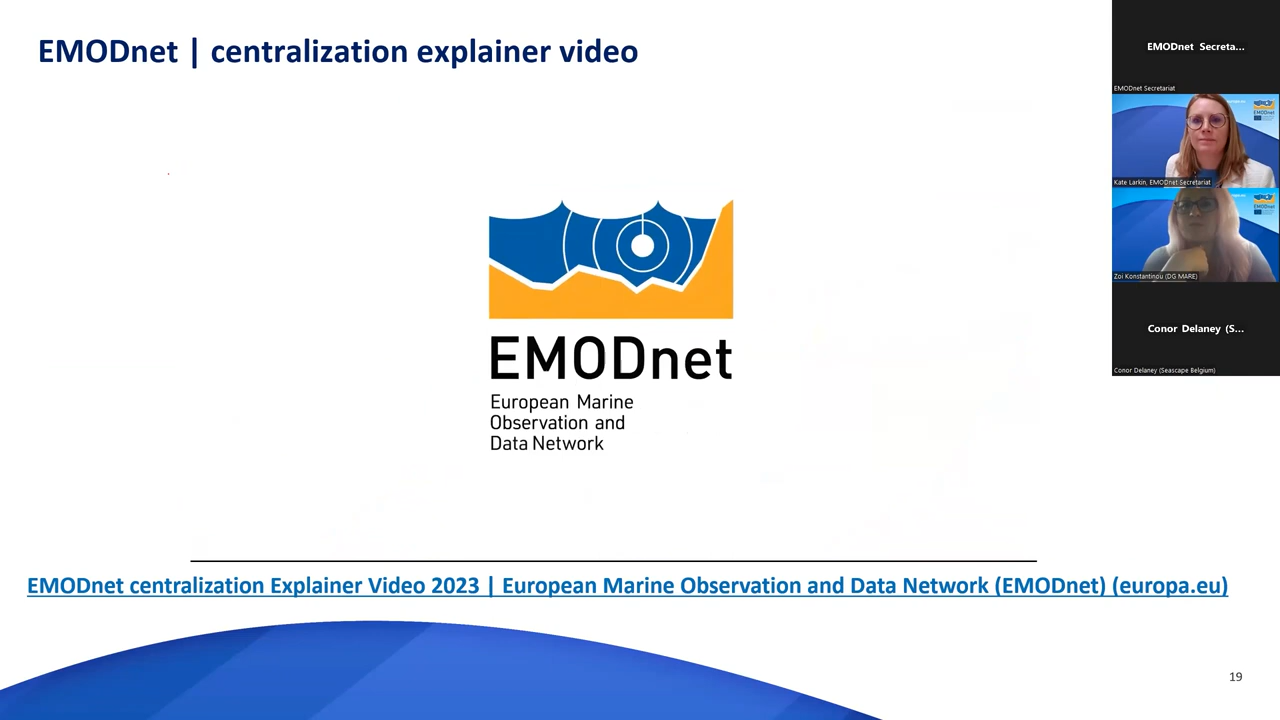 EMODnet | centralization explainer video
EMODnet
European Marine
Observation and
Data Network
EMODnet centralization Explainer Video 2023 | European Marine Observation and Data Network (EMODnet) (europa.eu)
19
EMODnet Secreta...
EMODnet Secretariat
EMODnet
Kate Larkin, EMODnet Secretariat
EMODnet
Zoi Konstantinou (DG MARE)
Conor Delaney (S...
Conor Delaney (Seascape Belgium)